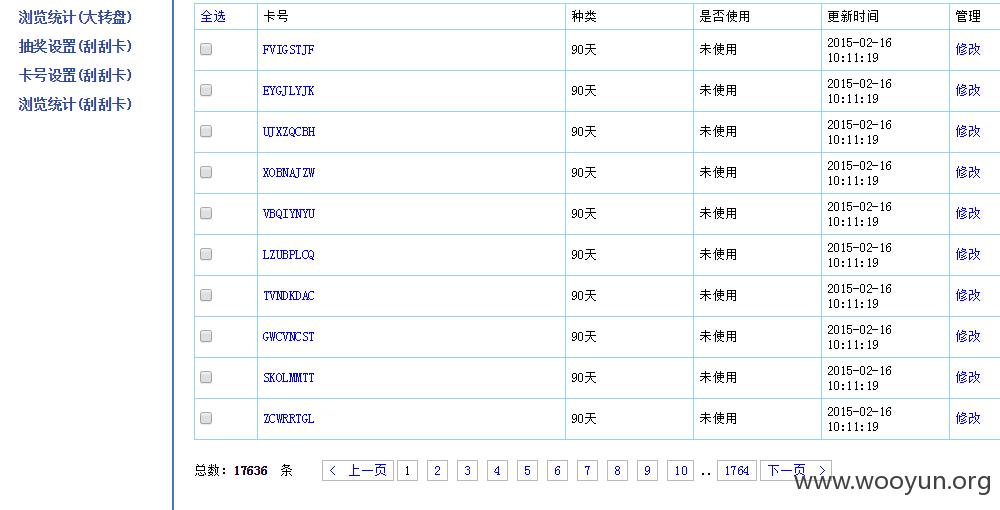 浏览统计(大转盘)
抽奖设置(刮刮卡)
卡号设置(刮刮卡)
浏览统计(刮刮卡)
全选 卡号 种类 是否使用 更新时间 管理
FVIGSTJF 90天 未使用 2015-02-16 10:11:19 修改
EYGJLYJK 90天 未使用 2015-02-16 10:11:19 修改
UJXZQCBH 90天 未使用 2015-02-16 10:11:19 修改
XOBNAJZW 90天 未使用 2015-02-16 10:11:19 修改
VBQIYNYU 90天 未使用 2015-02-16 10:11:19 修改
LZUBPLCQ 90天 未使用 2015-02-16 10:11:19 修改
TVNDKDAC 90天 未使用 2015-02-16 10:11:19 修改
GWCVNCST 90天 未使用 2015-02-16 10:11:19 修改
SKOLMMTT 90天 未使用 2015-02-16 10:11:19 修改
ZCWRRTGL 90天 未使用 2015-02-16 10:11:19 修改
总数：17636 条 < 上一页 1 2 3 4 5 6 7 8 9 10 .. 1764 下一页 >
www.wooyun.org